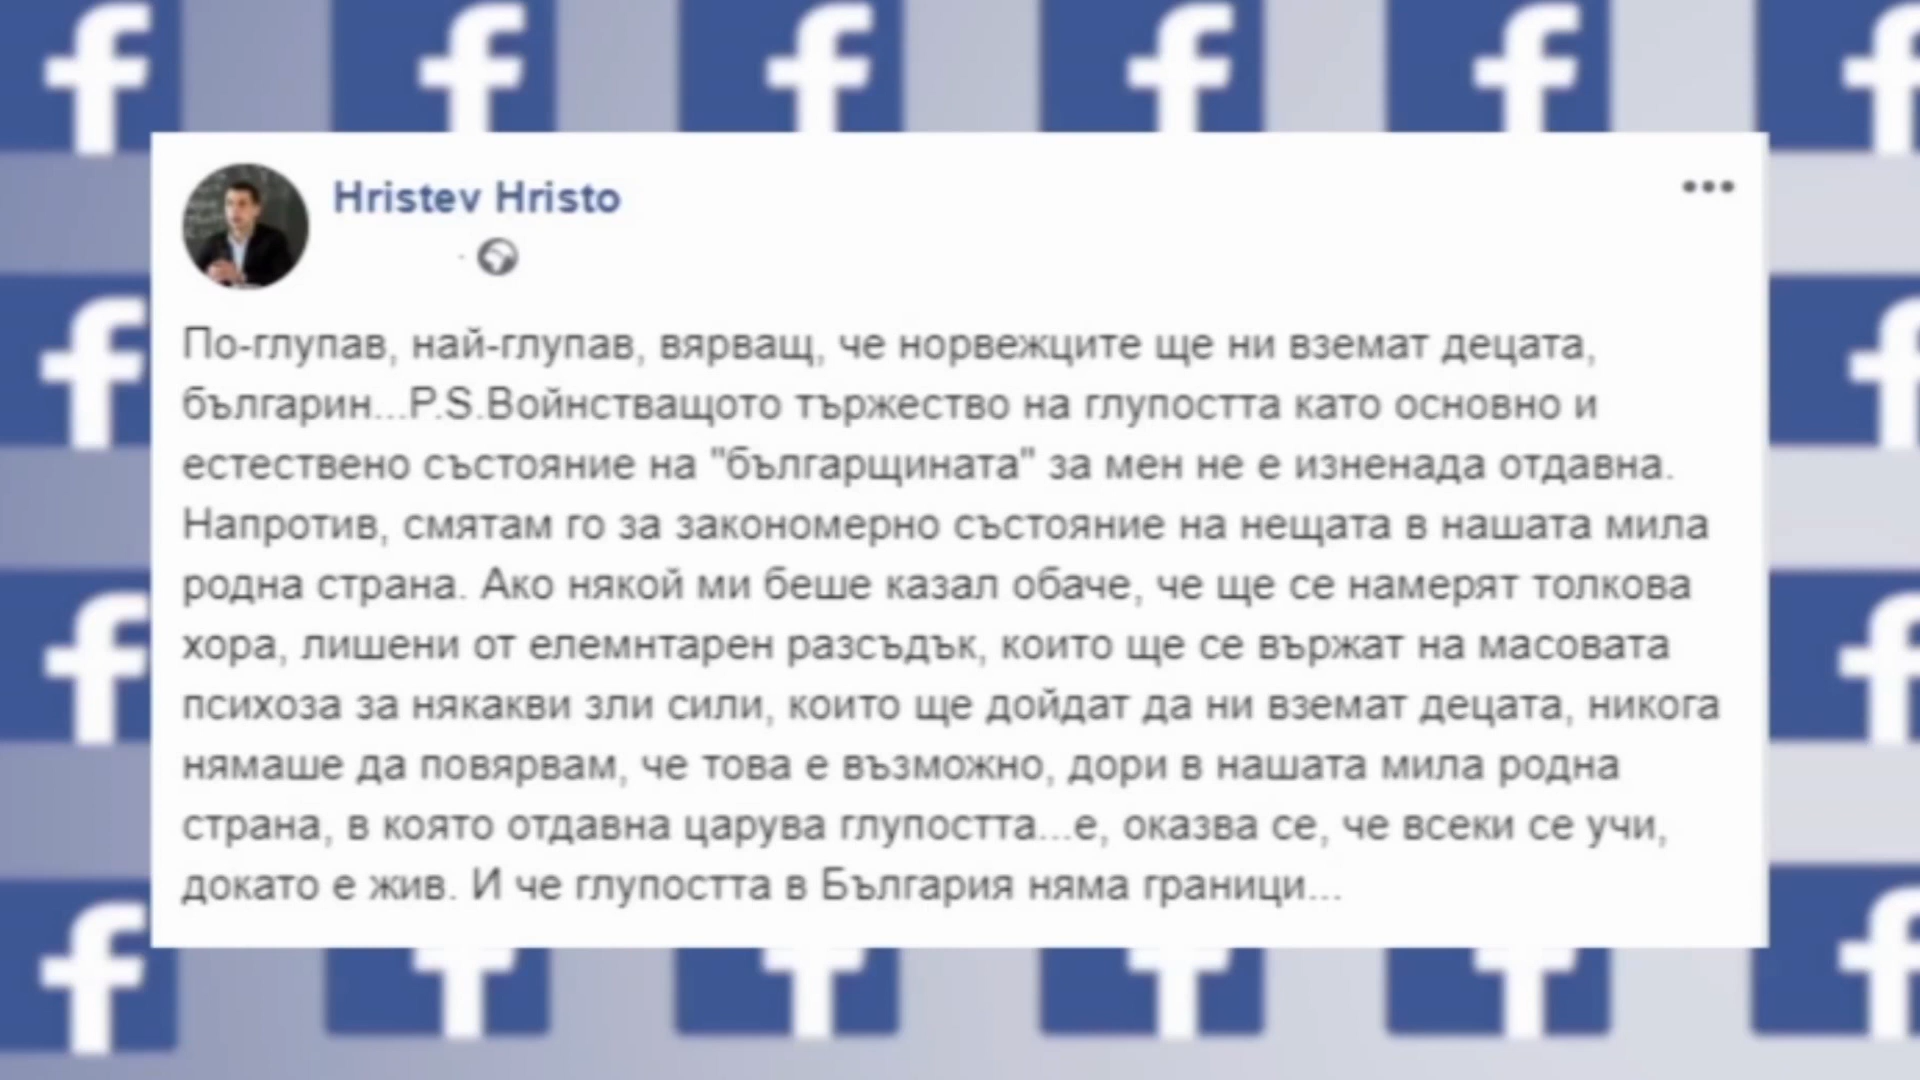 Hristev Hristo
По-глупав, най-глупав, вярващ, че норвежците ще ни вземат децата,
българин...P.S.Войнстващото тържество на глупостта като основно и
естествено състояние на "българщината" за мен не е изненада отдавна.
Напротив, смятам го за закономерно състояние на нещата в нашата мила
родна страна. Ако някой ми беше казал обаче, че ще се намерят толкова
хора, лишени от елемнтарен разсъдък, които ще се вържат на масовата
психоза за някакви зли сили, които ще дойдат да ни вземат децата, никога
нямаше да повярвам, че това е възможно, дори в нашата мила родна
страна, в която отдавна царува глупостта...е, оказва се, че всеки се учи,
докато е жив. И че глупостта в България няма граници...